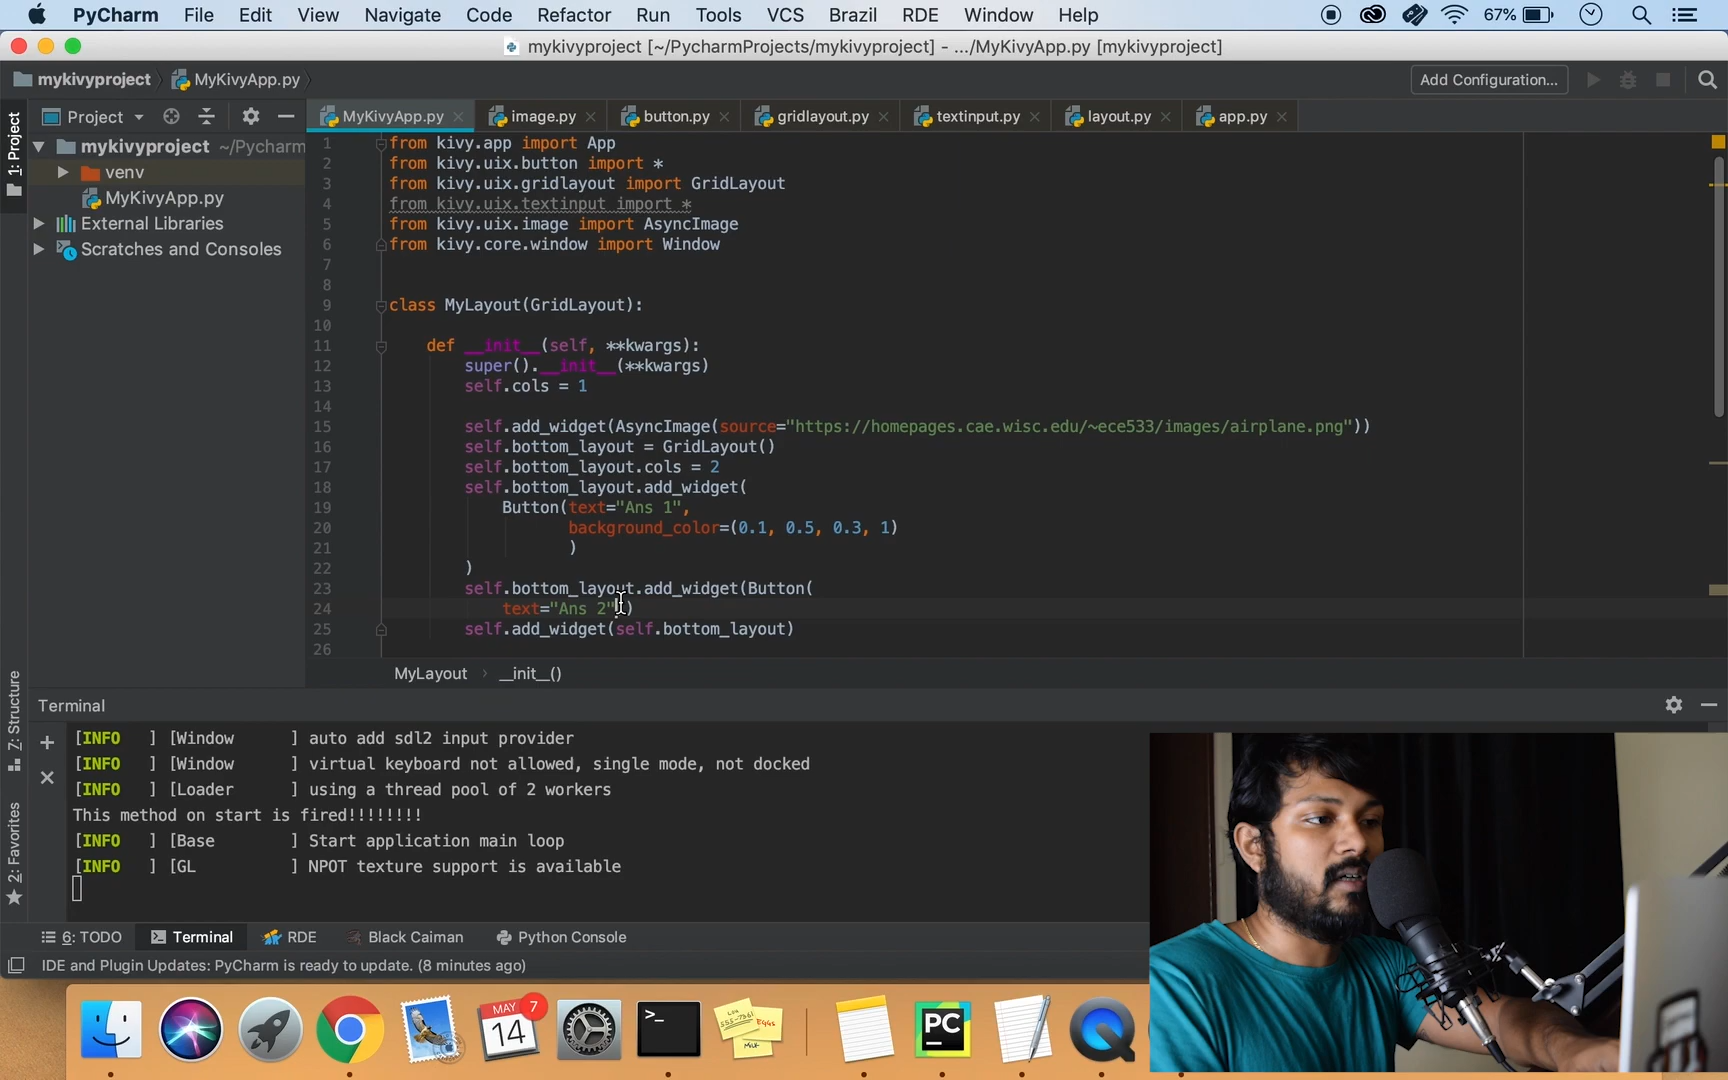 PyCharm File Edit View Navigate Code Refactor Run Tools VCS Brazil RDE Window Help 67%
mykivyproject [~/PycharmProjects/mykivyproject] - .../MyKivyApp.py [mykivyproject]
mykivyproject MyKivyApp.py Add Configuration...
Project MyKivyApp.py image.py button.py gridlayout.py textinput.py layout.py app.py
1: Project
mykivyproject ~/Pycharm
venv
MyKivyApp.py
External Libraries
Scratches and Consoles
1 from kivy.app import App
2 from kivy.uix.button import *
3 from kivy.uix.gridlayout import GridLayout
4 from kivy.uix.textinput import *
5 from kivy.uix.image import AsyncImage
6 from kivy.core.window import Window
7
8
9 class MyLayout(GridLayout):
10
11 def __init__(self, **kwargs):
12 super().__init__(**kwargs)
13 self.cols = 1
14
15 self.add_widget(AsyncImage(source="https://homepages.cae.wisc.edu/~ece533/images/airplane.png"))
16 self.bottom_layout = GridLayout()
17 self.bottom_layout.cols = 2
18 self.bottom_layout.add_widget(
19 Button(text="Ans 1",
20 background_color=(0.1, 0.5, 0.3, 1)
21 )
22 )
23 self.bottom_layout.add_widget(Button(
24 text="Ans 2"))
25 self.add_widget(self.bottom_layout)
26
MyLayout __init__()
7: Structure
2: Favorites
Terminal
[INFO ] [Window ] auto add sdl2 input provider
[INFO ] [Window ] virtual keyboard not allowed, single mode, not docked
[INFO ] [Loader ] using a thread pool of 2 workers
This method on start is fired!!!!!!!!
[INFO ] [Base ] Start application main loop
[INFO ] [GL ] NPOT texture support is available
6: TODO Terminal RDE Black Caiman Python Console
IDE and Plugin Updates: PyCharm is ready to update. (8 minutes ago)
MAY 7
14
>_
PC